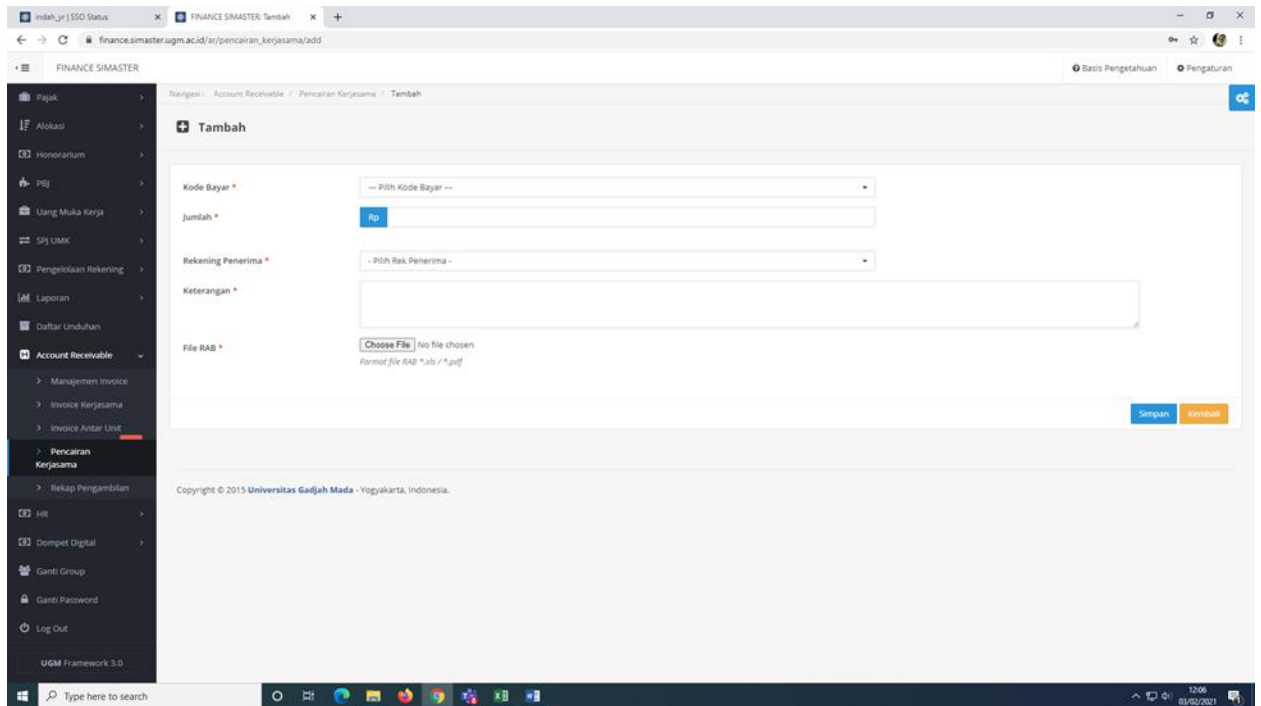 indah_yr | SSO Status
FINANCE SIMASTER: Tambah
finance.simaster.ugm.ac.id/ar/pencairan_kerjasama/add
FINANCE SIMASTER
Basis Pengetahuan
Pengaturan
Pajak
Alokasi
Honorarium
PBJ
Uang Muka Kerja
SPJ UMK
Pengelolaan Rekening
Laporan
Daftar Unduhan
Account Receivable
Manajemen Invoice
Invoice Kerjasama
Invoice Antar Unit
Pencairan
Kerjasama
Rekap Pengambilan
HR
Dompet Digital
Ganti Group
Ganti Password
Log Out
UGM Framework 3.0
Navigasi : Account Receivable / Pencairan Kerjasama / Tambah
Tambah
Kode Bayar *
--- Pilih Kode Bayar ---
Jumlah *
Rp
Rekening Penerima *
- Pilih Rek Penerima -
Keterangan *
File RAB *
Choose File No file chosen
Format file RAB *.xls / *.pdf
Simpan
Kembali
Copyright © 2015 Universitas Gadjah Mada - Yogyakarta, Indonesia.
Type here to search
12:06
03/02/2021